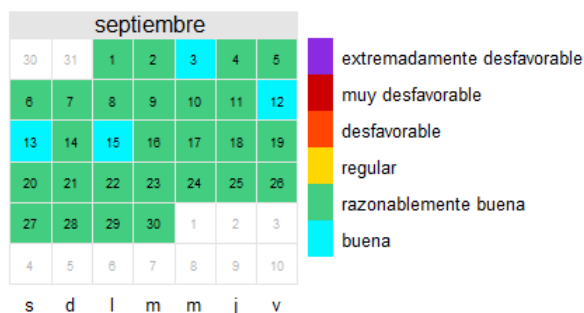 septiembre
30 31 1 2 3 4 5
6 7 8 9 10 11 12
13 14 15 16 17 18 19
20 21 22 23 24 25 26
27 28 29 30 1 2 3
4 5 6 7 8 9 10
s d l m m j v
extremadamente desfavorable
muy desfavorable
desfavorable
regular
razonablemente buena
buena